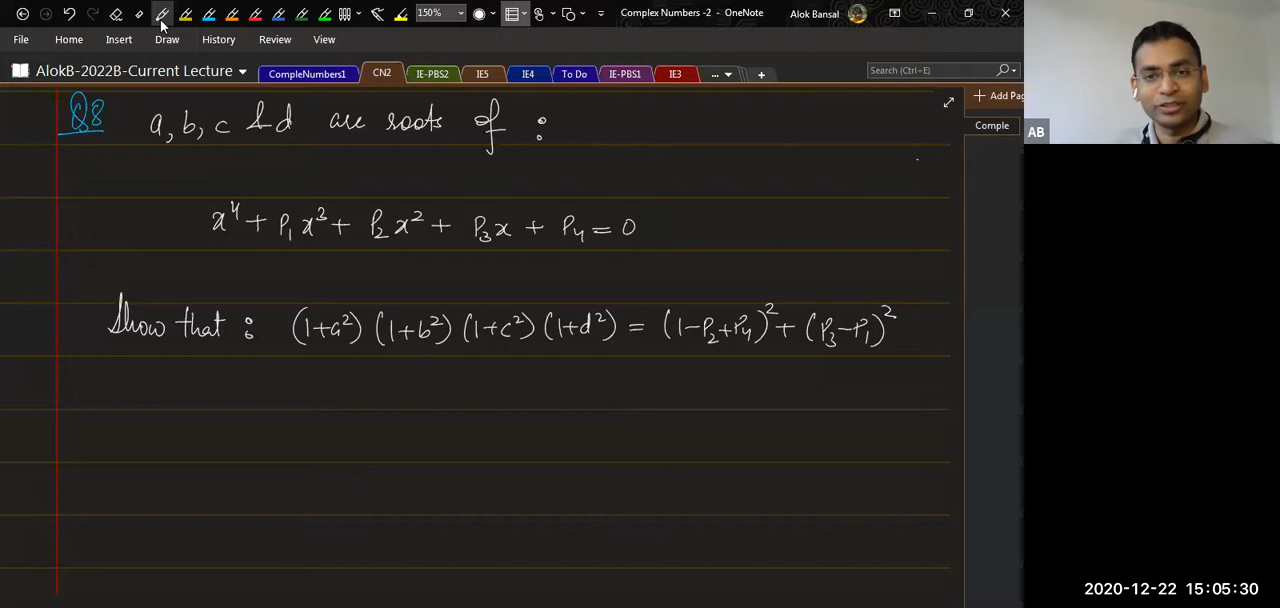 150% Complex Numbers -2 - OneNote Alok Bansal
File Home Insert Draw History Review View
AlokB-2022B-Current Lecture CompleNumbers1 CN2 IE-PBS2 IE5 IE4 To Do IE-PBS1 IE3 ... + Search (Ctrl+E)
+ Add Pag
Comple
AB
Q8 a, b, c & d are roots of :
x⁴ + P₁x³ + P₂x² + P₃x + P₄ = 0
Show that : (1+a²) (1+b²) (1+c²) (1+d²) = (1-P₂+P₄)² + (P₃-P₁)²
2020-12-22 15:05:30